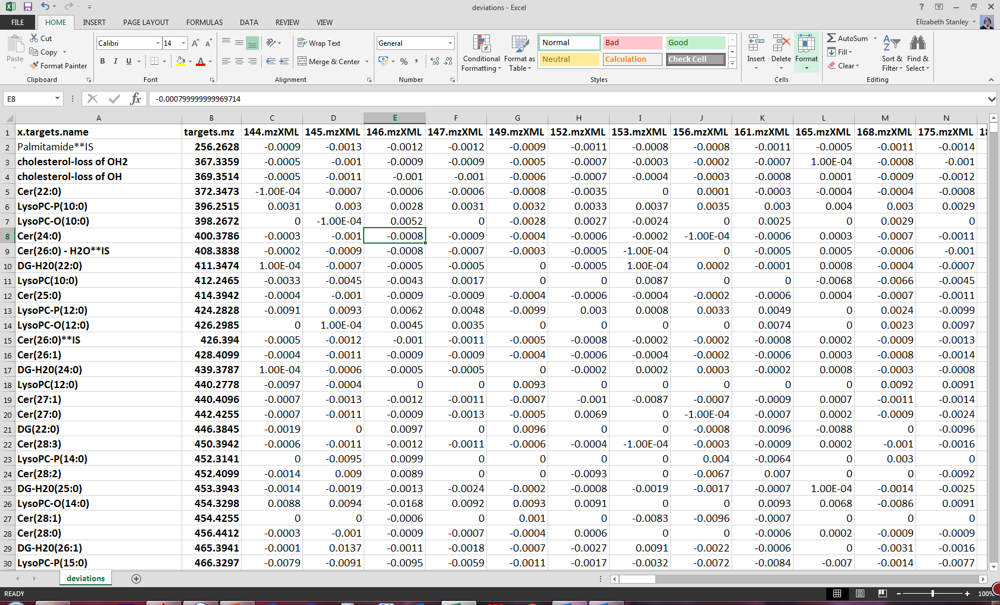 deviations - Excel
FILE HOME INSERT PAGE LAYOUT FORMULAS DATA REVIEW VIEW Elizabeth Stanley
Paste Cut Copy Format Painter Clipboard
Calibri 14 B I U A Font
Wrap Text Merge & Center Alignment
General % Number
Conditional Formatting Format as Table Normal Bad Good Neutral Calculation Check Cell Styles
Insert Delete Format Cells
AutoSum Fill Clear Sort & Filter Find & Select Editing
E8 fx -0.000799999999969714
A B C D E F G H I J K L M N
1 x.targets.name targets.mz 144.mzXML 145.mzXML 146.mzXML 147.mzXML 149.mzXML 152.mzXML 153.mzXML 156.mzXML 161.mzXML 165.mzXML 168.mzXML 175.mzXML
2 Palmitamide**IS 256.2628 -0.0009 -0.0013 -0.0012 -0.0012 -0.0009 -0.0011 -0.0008 -0.0008 -0.0011 -0.0005 -0.0011 -0.0014
3 cholesterol-loss of OH2 367.3359 -0.0005 -0.001 -0.0009 -0.0009 -0.0005 -0.0007 -0.0003 -0.0002 -0.0007 1.00E-04 -0.0008 -0.001
4 cholesterol-loss of OH 369.3514 -0.0005 -0.0011 -0.001 -0.001 -0.0006 -0.0007 -0.0004 -0.0003 -0.0008 0.0001 -0.0009 -0.0012
5 Cer(22:0) 372.3473 -1.00E-04 -0.0007 -0.0006 -0.0006 -0.0008 -0.0035 0 0.0001 -0.0003 -0.0004 -0.0004 -0.0008
6 LysoPC-P(10:0) 396.2515 0.0031 0.003 0.0028 0.0031 0.0032 0.0033 0.0037 0.0035 0.003 0.004 0.003 0.0029
7 LysoPC-O(10:0) 398.2672 0 -1.00E-04 0.0052 0 -0.0028 0.0027 -0.0024 0 0.0025 0 0.0029 0
8 Cer(24:0) 400.3786 -0.0003 -0.001 -0.0008 -0.0009 -0.0004 -0.0006 -0.0002 -1.00E-04 -0.0006 0.0003 -0.0007 -0.0011
9 Cer(26:0) - H2O**IS 408.3838 -0.0002 -0.0009 -0.0008 -0.0007 -0.0003 -0.0005 -1.00E-04 0 -0.0005 0.0005 -0.0006 -0.001
10 DG-H20(22:0) 411.3474 1.00E-04 -0.0007 -0.0005 -0.0005 0 -0.0005 1.00E-04 0.0002 -0.0001 0.0008 -0.0004 -0.0007
11 LysoPC(10:0) 412.2465 -0.0033 -0.0045 -0.0043 0.0017 0 0 0.0087 0 0 -0.0068 -0.0066 -0.0045
12 Cer(25:0) 414.3942 -0.0004 -0.001 -0.0009 -0.0009 -0.0004 -0.0006 -0.0004 -0.0002 -0.0006 0.0004 -0.0007 -0.0011
13 LysoPC-P(12:0) 424.2828 -0.0091 0.0093 0.0062 0.0048 -0.0099 0.003 0.0008 0.0033 0.0049 0 0.0024 -0.0099
14 LysoPC-O(12:0) 426.2985 0 1.00E-04 0.0045 0.0035 0 0 0 0 0.0074 0 0.0023 0.0097
15 Cer(26:0)**IS 426.394 -0.0005 -0.0012 -0.001 -0.0011 -0.0005 -0.0008 -0.0002 -0.0002 -0.0008 0.0002 -0.0009 -0.0013
16 Cer(26:1) 428.4099 -0.0004 -0.0011 -0.0009 -0.0009 -0.0004 -0.0006 -0.0004 -0.0002 -0.0006 0.0003 -0.0008 -0.0014
17 DG-H20(24:0) 439.3787 1.00E-04 -0.0006 -0.0005 -0.0005 0 -0.0002 0.0002 0.0003 -0.0002 0.0008 -0.0003 -0.0008
18 LysoPC(12:0) 440.2778 -0.0097 -0.0004 0 0 0.0093 0 0 0 0 0 0.0092 0.0091
19 Cer(27:1) 440.4096 -0.0007 -0.0013 -0.0012 -0.0011 -0.0007 -0.001 -0.0087 -0.0007 -0.0009 0.0007 -0.0011 -0.0014
20 Cer(27:0) 442.4255 -0.0007 -0.0011 -0.0009 -0.0013 -0.0005 0.0069 0 -1.00E-04 -0.0007 0.0002 -0.0009 -0.0024
21 DG(22:0) 446.3845 -0.0019 0 0.0097 0 0.0096 0 0 -0.0008 0.0096 -0.0088 0 -0.0096
22 Cer(28:3) 450.3942 -0.0006 -0.0011 -0.0012 -0.0011 -0.0006 -0.0004 -1.00E-04 -0.0003 -0.0009 0.0002 -0.001 -0.0016
23 LysoPC-P(14:0) 452.3141 0 -0.0095 0.0099 0 0 0 0 0.004 -0.0064 0 0.003 0
24 Cer(28:2) 452.4099 -0.0014 0.009 0.0089 0 0 -0.0093 0 -0.0067 0.007 0 0 -0.0092
25 DG-H20(25:0) 453.3943 -0.0014 -0.0019 -0.0013 -0.0024 -0.0002 -0.0008 -0.0019 -0.0017 -0.0007 1.00E-04 -0.0014 -0.0025
26 LysoPC-O(14:0) 454.3298 0.0088 0.0094 -0.0168 0.0092 0.0093 0.0091 0 0 0.0093 0.0068 -0.0086 0.0091
27 Cer(28:1) 454.4255 0 0 -0.0006 0 0.001 0 -0.0083 -0.0096 -0.0007 0 0 0
28 Cer(28:0) 456.4412 -0.0003 -0.001 -0.0009 -0.0007 -0.0004 0.0006 0 0 -0.0006 0.0002 -0.0009 -0.0009
29 DG-H20(26:1) 465.3941 -0.0001 0.0137 -0.0011 -0.0018 -0.0007 -0.0027 0.0091 -0.0022 -0.0006 0 -0.0031 -0.0016
30 LysoPC-P(15:0) 466.3297 -0.0079 -0.0091 -0.0095 -0.0059 -0.0011 -0.0017 -0.0032 -0.0072 -0.0084 -0.007 -0.0014 -0.0077
deviations
READY 100%